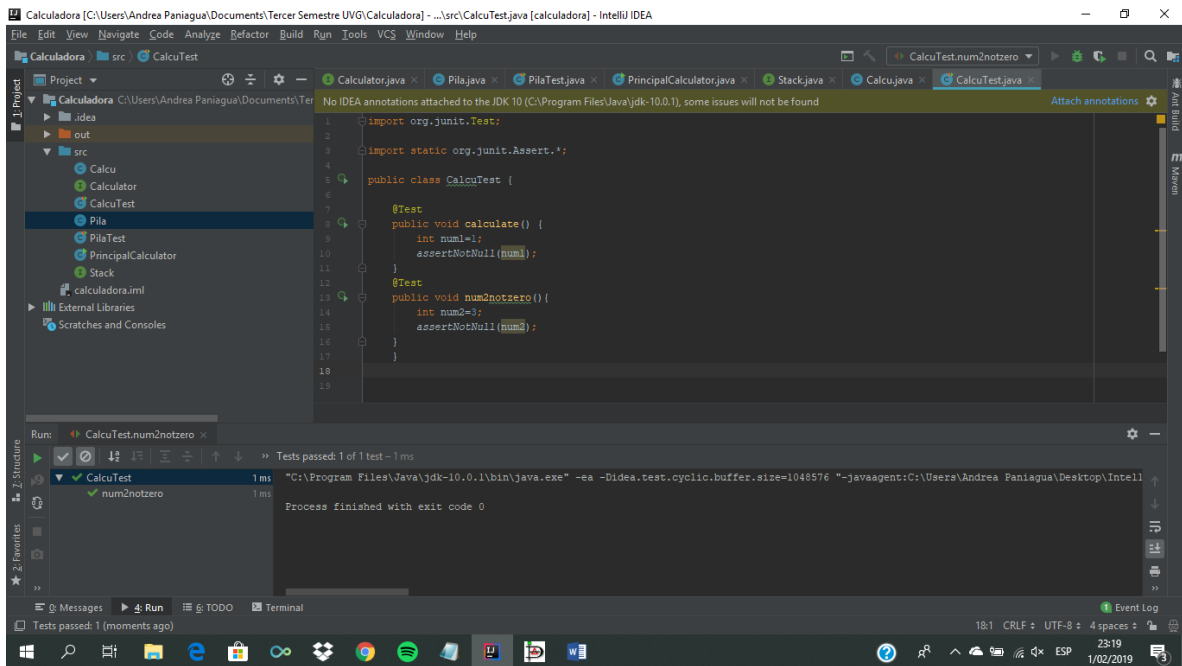 Calculadora [C:\Users\Andrea Paniagua\Documents\Tercer Semestre UVG\Calculadora] - ...\src\CalcuTest.java [calculadora] - IntelliJ IDEA
File Edit View Navigate Code Analyze Refactor Build Run Tools VCS Window Help
Calculadora src CalcuTest CalcuTest.num2notzero
Project Calculator.java Pila.java PilaTest.java PrincipalCalculator.java Stack.java Calcu.java CalcuTest.java
1: Project
Calculadora C:\Users\Andrea Paniagua\Documents\Ter
No IDEA annotations attached to the JDK 10 (C:\Program Files\Java\jdk-10.0.1), some issues will not be found Attach annotations
Ant Build
Maven
.idea
out
src
Calcu
Calculator
CalcuTest
Pila
PilaTest
PrincipalCalculator
Stack
calculadora.iml
External Libraries
Scratches and Consoles
1 import org.junit.Test;
2
3 import static org.junit.Assert.*;
4
5 public class CalcuTest {
6
7 @Test
8 public void calculate() {
9 int num1=1;
10 assertNotNull(num1);
11 }
12 @Test
13 public void num2notzero(){
14 int num2=3;
15 assertNotNull(num2);
16 }
17 }
18
19
Run: CalcuTest.num2notzero
Tests passed: 1 of 1 test – 1 ms
CalcuTest 1 ms
num2notzero 1 ms
"C:\Program Files\Java\jdk-10.0.1\bin\java.exe" -ea -Didea.test.cyclic.buffer.size=1048576 "-javaagent:C:\Users\Andrea Paniagua\Desktop\Intell
Process finished with exit code 0
7: Structure
2: Favorites
0: Messages 4: Run 6: TODO Terminal 1 Event Log
Tests passed: 1 (moments ago) 18:1 CRLF UTF-8 4 spaces
ESP 23:19
1/02/2019
3